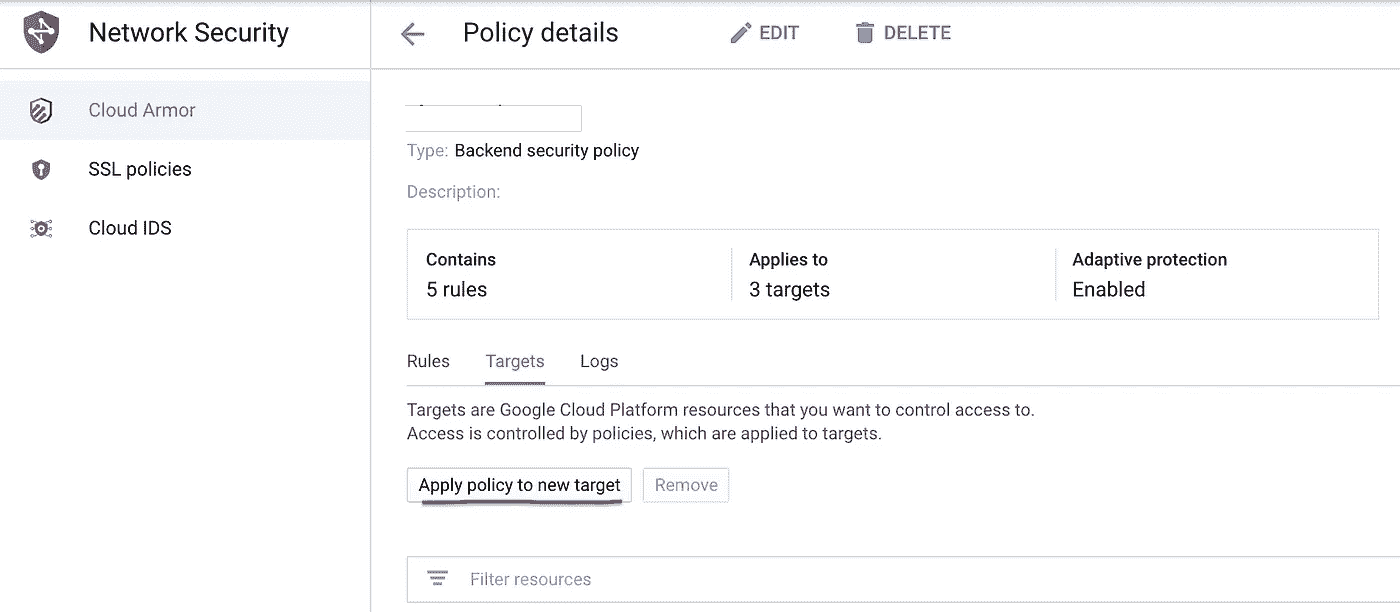 Network Security
Policy details
EDIT
DELETE
Cloud Armor
SSL policies
Cloud IDS
Type: Backend security policy
Description:
Contains
5 rules
Applies to
3 targets
Adaptive protection
Enabled
Rules
Targets
Logs
Targets are Google Cloud Platform resources that you want to control access to.
Access is controlled by policies, which are applied to targets.
Apply policy to new target
Remove
Filter resources